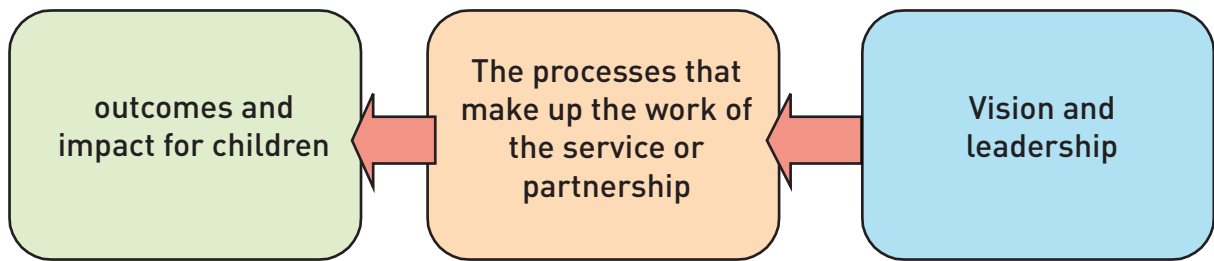 outcomes and
impact for children
The processes that
make up the work of
the service or
partnership
Vision and
leadership